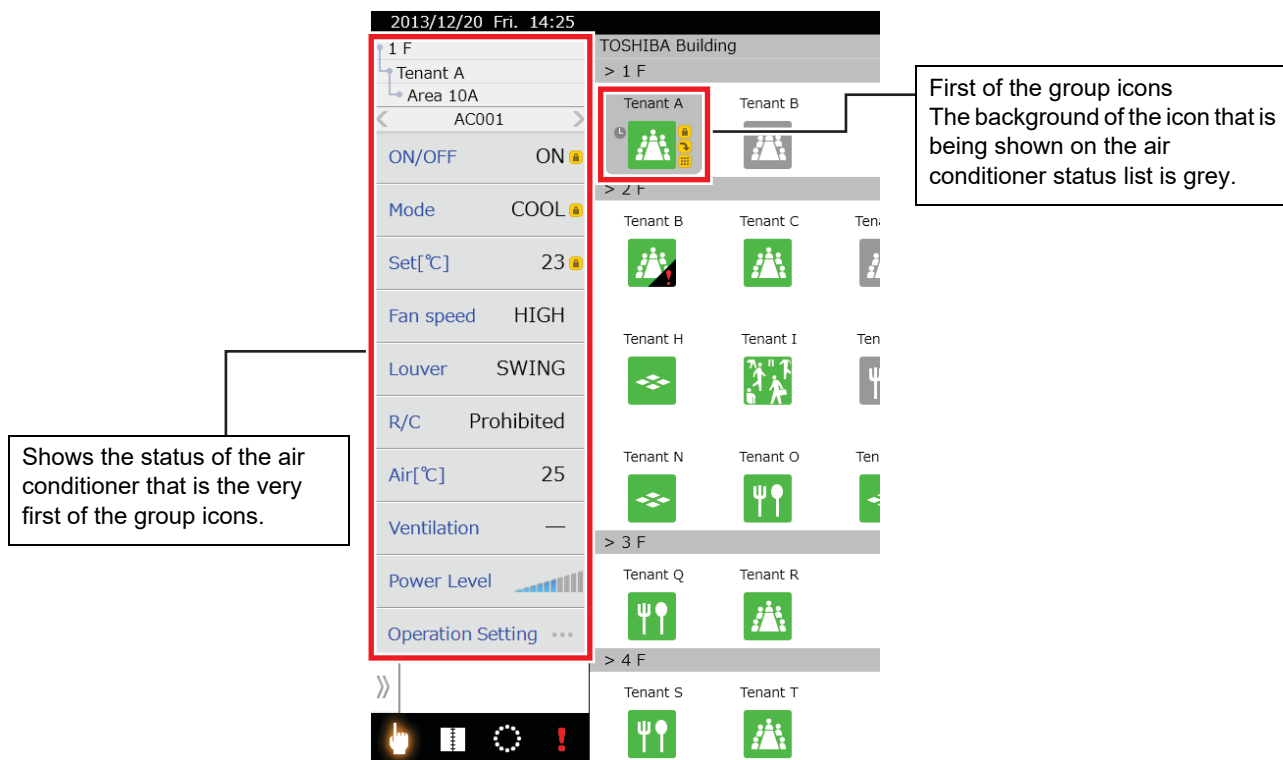 2013/12/20 Fri. 14:25
1 F
Tenant A
Area 10A
< AC001 >
ON/OFF ON
Mode COOL
Set[℃] 23
Fan speed HIGH
Louver SWING
R/C Prohibited
Air[℃] 25
Ventilation —
Power Level
Operation Setting ...
TOSHIBA Building
> 1 F
Tenant A Tenant B
> 2 F
Tenant B Tenant C Ten
Tenant H Tenant I Ten
Tenant N Tenant O Ten
> 3 F
Tenant Q Tenant R
> 4 F
Tenant S Tenant T
First of the group icons
The background of the icon that is
being shown on the air
conditioner status list is grey.
Shows the status of the air
conditioner that is the very
first of the group icons.